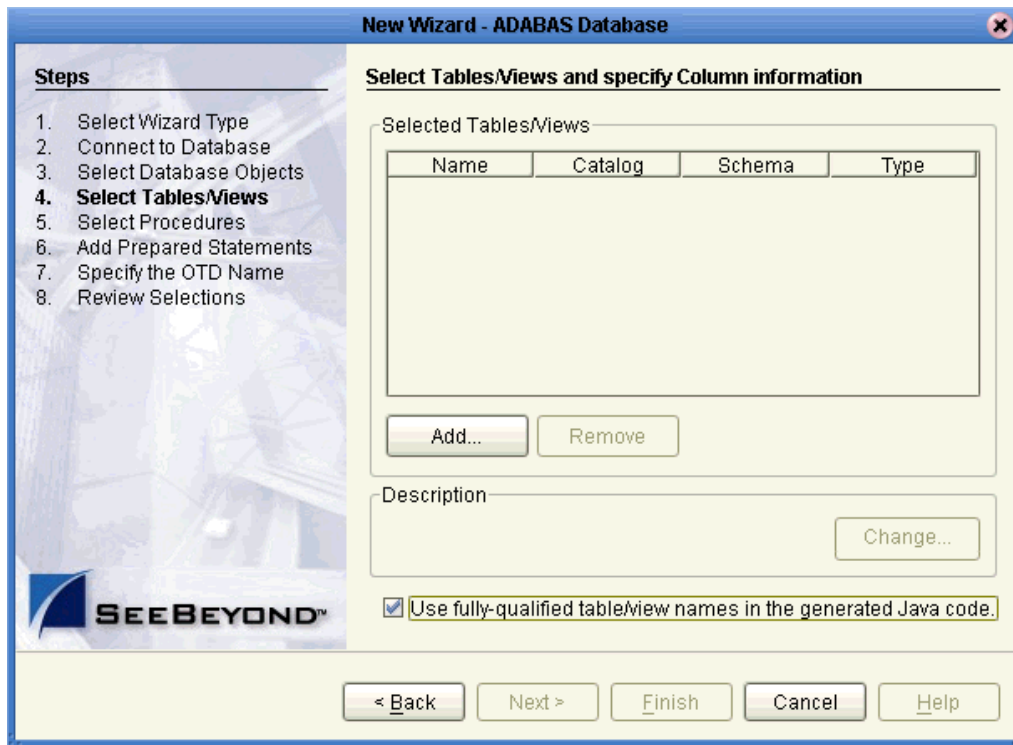 New Wizard - ADABAS Database
Steps
1. Select Wizard Type
2. Connect to Database
3. Select Database Objects
4. Select Tables/Views
5. Select Procedures
6. Add Prepared Statements
7. Specify the OTD Name
8. Review Selections
SEEBEYOND™
Select Tables/Views and specify Column information
Selected Tables/Views
Name Catalog Schema Type
Add... Remove
Description
Change...
Use fully-qualified table/view names in the generated Java code.
< Back Next > Finish Cancel Help